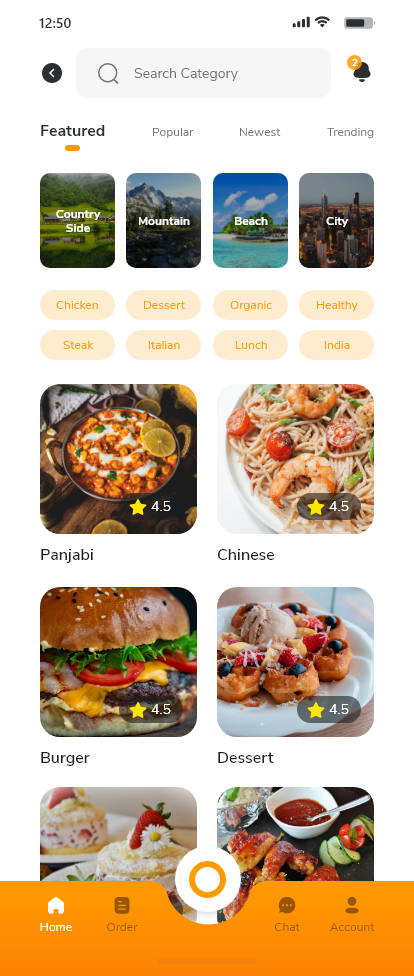 12:50
Search Category
2
Featured
Popular
Newest
Trending
Country
Side
Mountain
Beach
City
Chicken
Dessert
Organic
Healthy
Steak
Italian
Lunch
India
4.5
4.5
Panjabi
Chinese
4.5
4.5
Burger
Dessert
Home
Order
Chat
Account